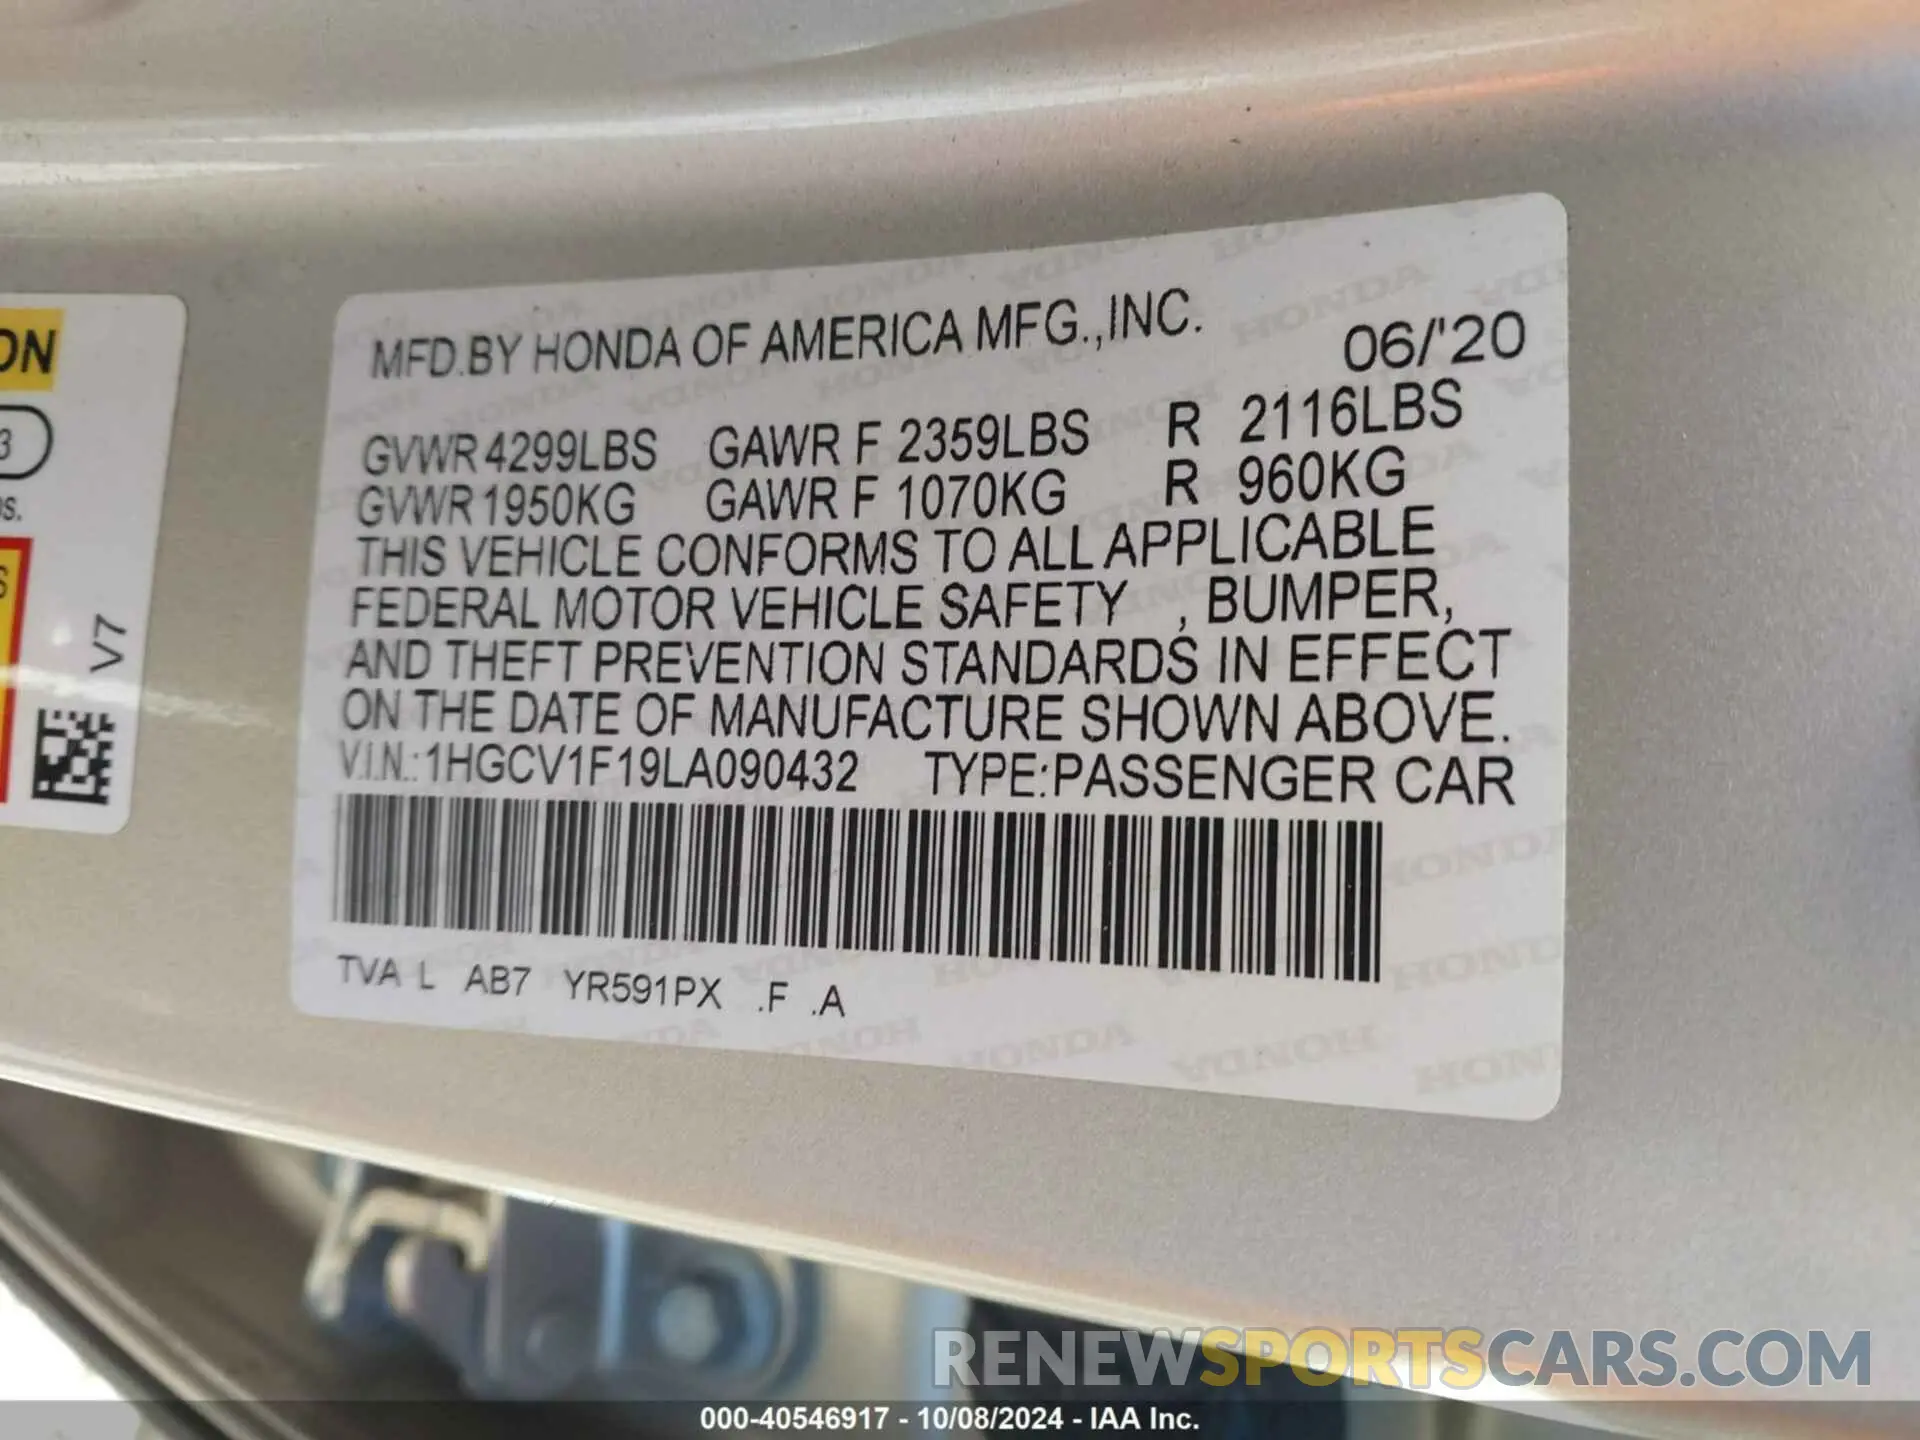 MFD.BY HONDA OF AMERICA MFG.,INC. 06/'20
GVWR 4299LBS GAWR F 2359LBS R 2116LBS
GVWR 1950KG GAWR F 1070KG R 960KG
THIS VEHICLE CONFORMS TO ALL APPLICABLE
FEDERAL MOTOR VEHICLE SAFETY , BUMPER,
AND THEFT PREVENTION STANDARDS IN EFFECT
ON THE DATE OF MANUFACTURE SHOWN ABOVE.
V.I.N.:1HGCV1F19LA090432 TYPE:PASSENGER CAR
TVA L AB7 YR591PX .F .A
ON
3
os.
S
V7
RENEWSPORTSCARS.COM
000-40546917 - 10/08/2024 - IAA Inc.